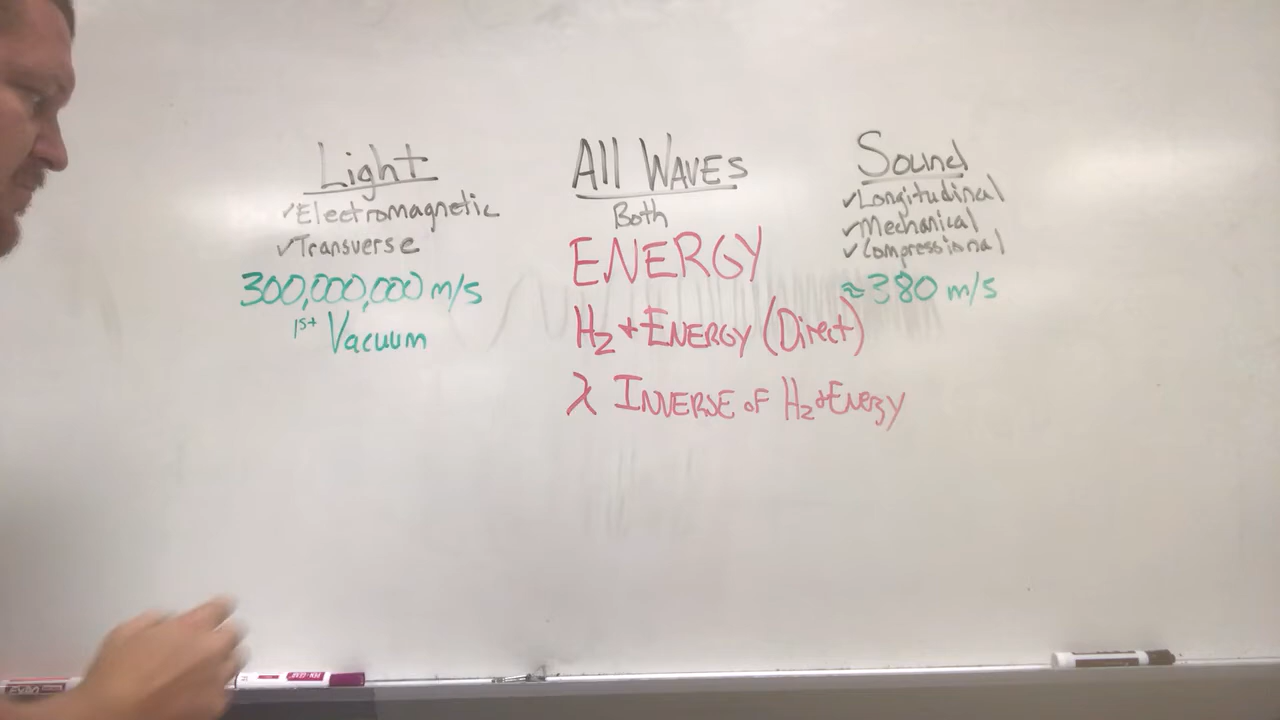 Light
✓Electromagnetic
✓Transverse
300,000,000 m/s
1st Vacuum
All WAVES
Both
ENERGY
Hz + ENERGY (Direct)
λ INVERSE OF Hz + ENERGY
Sound
✓Longitudinal
✓Mechanical
✓Compressional
≈380 m/s
EXPO